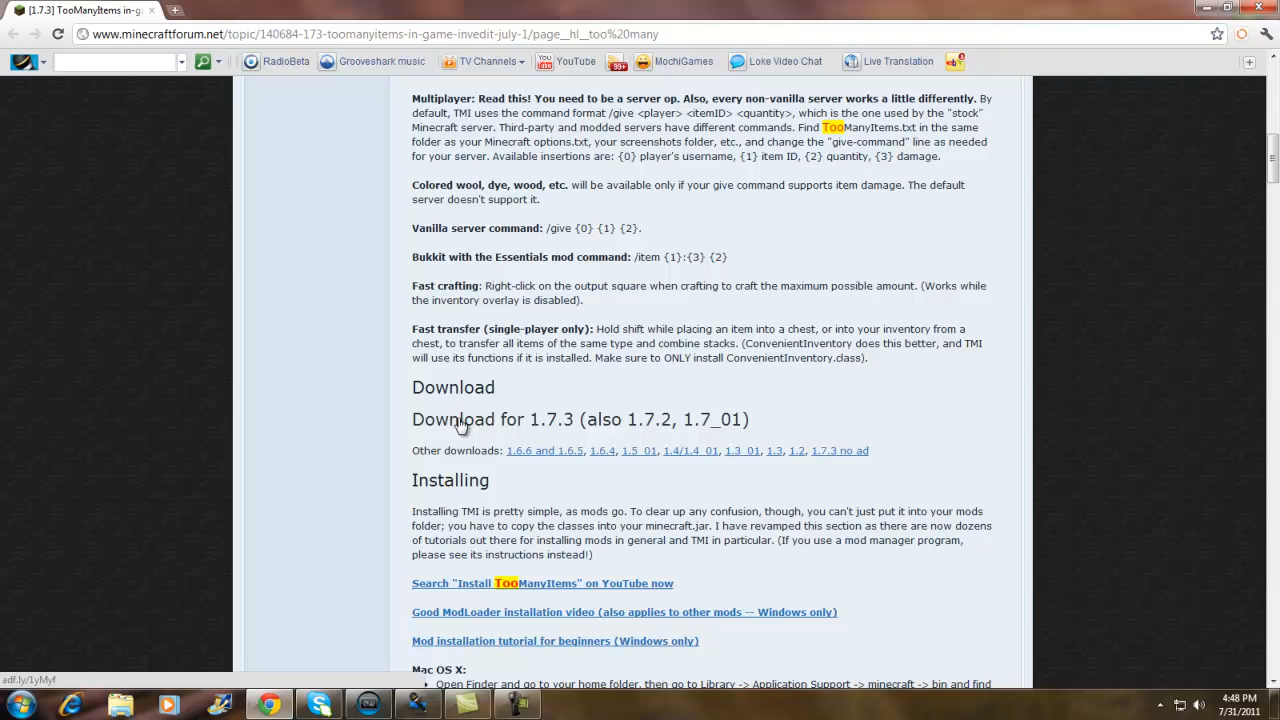 [1.7.3] TooManyItems in-g
www.minecraftforum.net/topic/140684-173-toomanyitems-in-game-invedit-july-1/page__hl__too%20many
RadioBeta Grooveshark music TV Channels YouTube 99+ MochiGames Loke Video Chat Live Translation
Multiplayer: Read this! You need to be a server op. Also, every non-vanilla server works a little differently. By
default, TMI uses the command format /give <player> <itemID> <quantity>, which is the one used by the "stock"
Minecraft server. Third-party and modded servers have different commands. Find TooManyItems.txt in the same
folder as your Minecraft options.txt, your screenshots folder, etc., and change the "give-command" line as needed
for your server. Available insertions are: {0} player's username, {1} item ID, {2} quantity, {3} damage.
Colored wool, dye, wood, etc. will be available only if your give command supports item damage. The default
server doesn't support it.
Vanilla server command: /give {0} {1} {2}.
Bukkit with the Essentials mod command: /item {1}:{3} {2}
Fast crafting: Right-click on the output square when crafting to craft the maximum possible amount. (Works while
the inventory overlay is disabled).
Fast transfer (single-player only): Hold shift while placing an item into a chest, or into your inventory from a
chest, to transfer all items of the same type and combine stacks. (ConvenientInventory does this better, and TMI
will use its functions if it is installed. Make sure to ONLY install ConvenientInventory.class).
Download
Download for 1.7.3 (also 1.7.2, 1.7_01)
Other downloads: 1.6.6 and 1.6.5, 1.6.4, 1.5_01, 1.4/1.4_01, 1.3_01, 1.3, 1.2, 1.7.3 no ad
Installing
Installing TMI is pretty simple, as mods go. To clear up any confusion, though, you can't just put it into your mods
folder; you have to copy the classes into your minecraft.jar. I have revamped this section as there are now dozens
of tutorials out there for installing mods in general and TMI in particular. (If you use a mod manager program,
please see its instructions instead!)
Search "Install TooManyItems" on YouTube now
Good ModLoader installation video (also applies to other mods -- Windows only)
Mod installation tutorial for beginners (Windows only)
Mac OS X:
Open Finder and go to your home folder, then go to Library -> Application Support -> minecraft -> bin and find
adf.ly/1yMyf
4:48 PM
7/31/2011